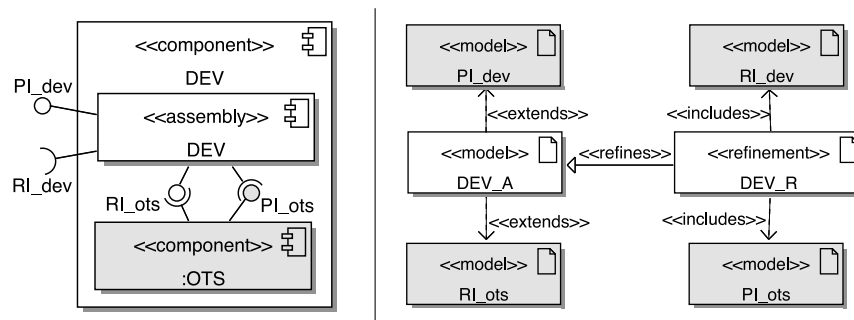 <<component>>
DEV
PI_dev
<<assembly>>
DEV
RI_dev
RI_ots
PI_ots
<<component>>
:OTS
<<model>>
PI_dev
<<model>>
RI_dev
<<extends>>
<<includes>>
<<model>>
DEV_A
<<refines>>
<<refinement>>
DEV_R
<<extends>>
<<includes>>
<<model>>
RI_ots
<<model>>
PI_ots